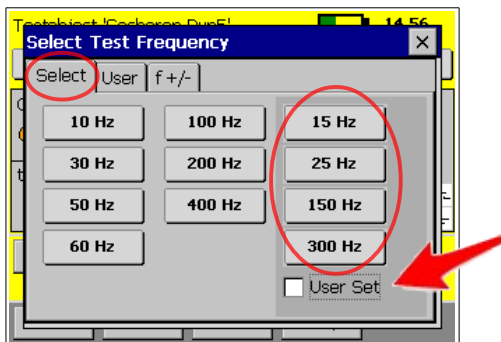 14 56
Select Test Frequency
Select User f +/-
10 Hz 100 Hz 15 Hz
30 Hz 200 Hz 25 Hz
50 Hz 400 Hz 150 Hz
60 Hz 300 Hz
User Set